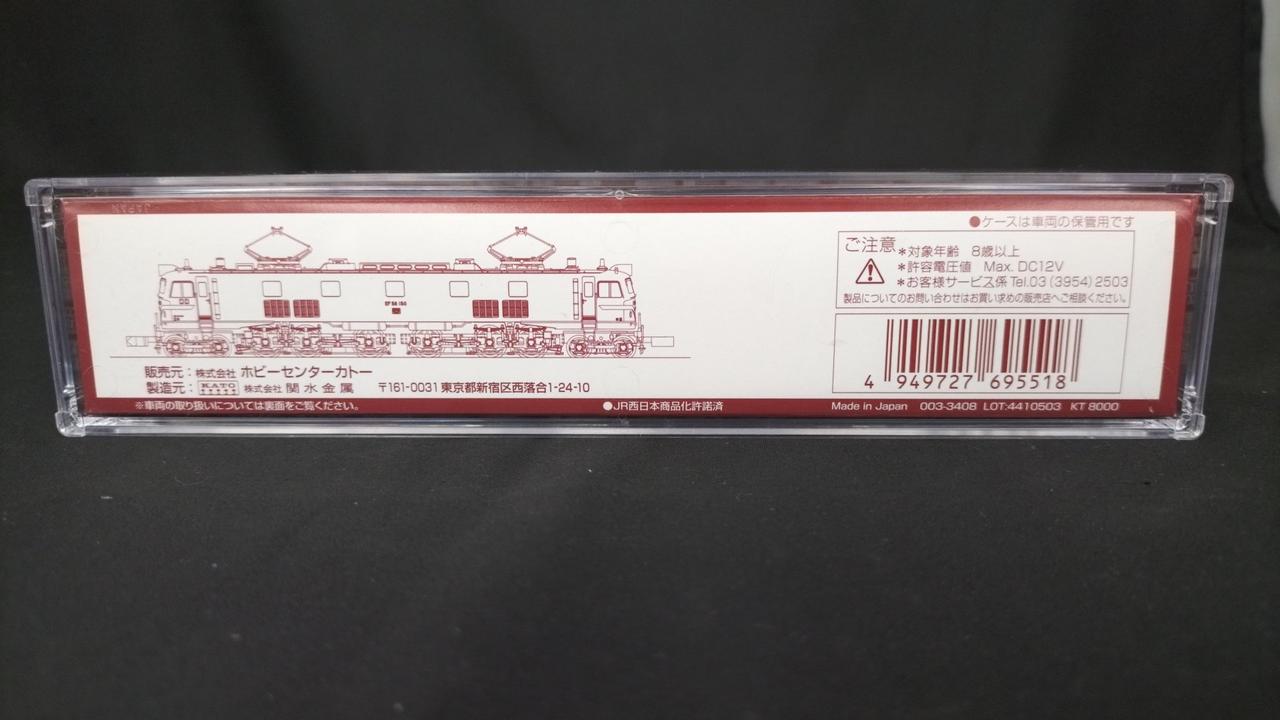 ●ケースは車両の保管用です
ご注意
*対象年齢 8歳以上
*許容電圧値 Max. DC12V
*お客様サービス係 Tel.03(3954)2503
製品についてのお問い合わせはお買い求めの販売店へご相談ください。
EF58 150
販売元：株式会社 ホビーセンターカトー
製造元：KATO 株式会社 関水金属 〒161-0031 東京都新宿区西落合1-24-10
4 949727 695518
※車両の取り扱いについては裏面をご覧ください。
●JR西日本商品化許諾済
Made in Japan 003-3408 LOT:4410503 KT 8000